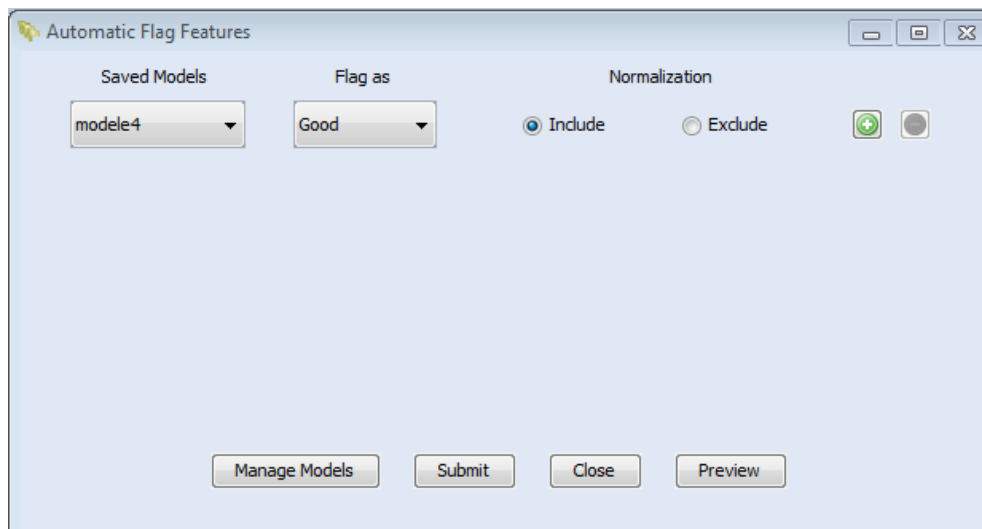 Automatic Flag Features
Saved Models Flag as Normalization
modele4 Good Include Exclude
Manage Models Submit Close Preview